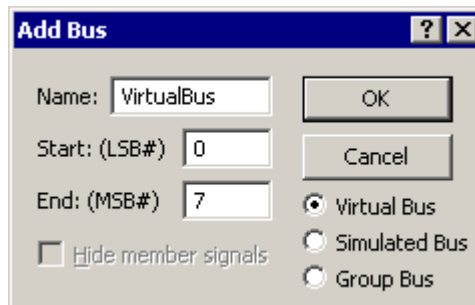 Add Bus
Name: VirtualBus
OK
Start: (LSB#) 0
Cancel
End: (MSB#) 7
Virtual Bus
Hide member signals
Simulated Bus
Group Bus